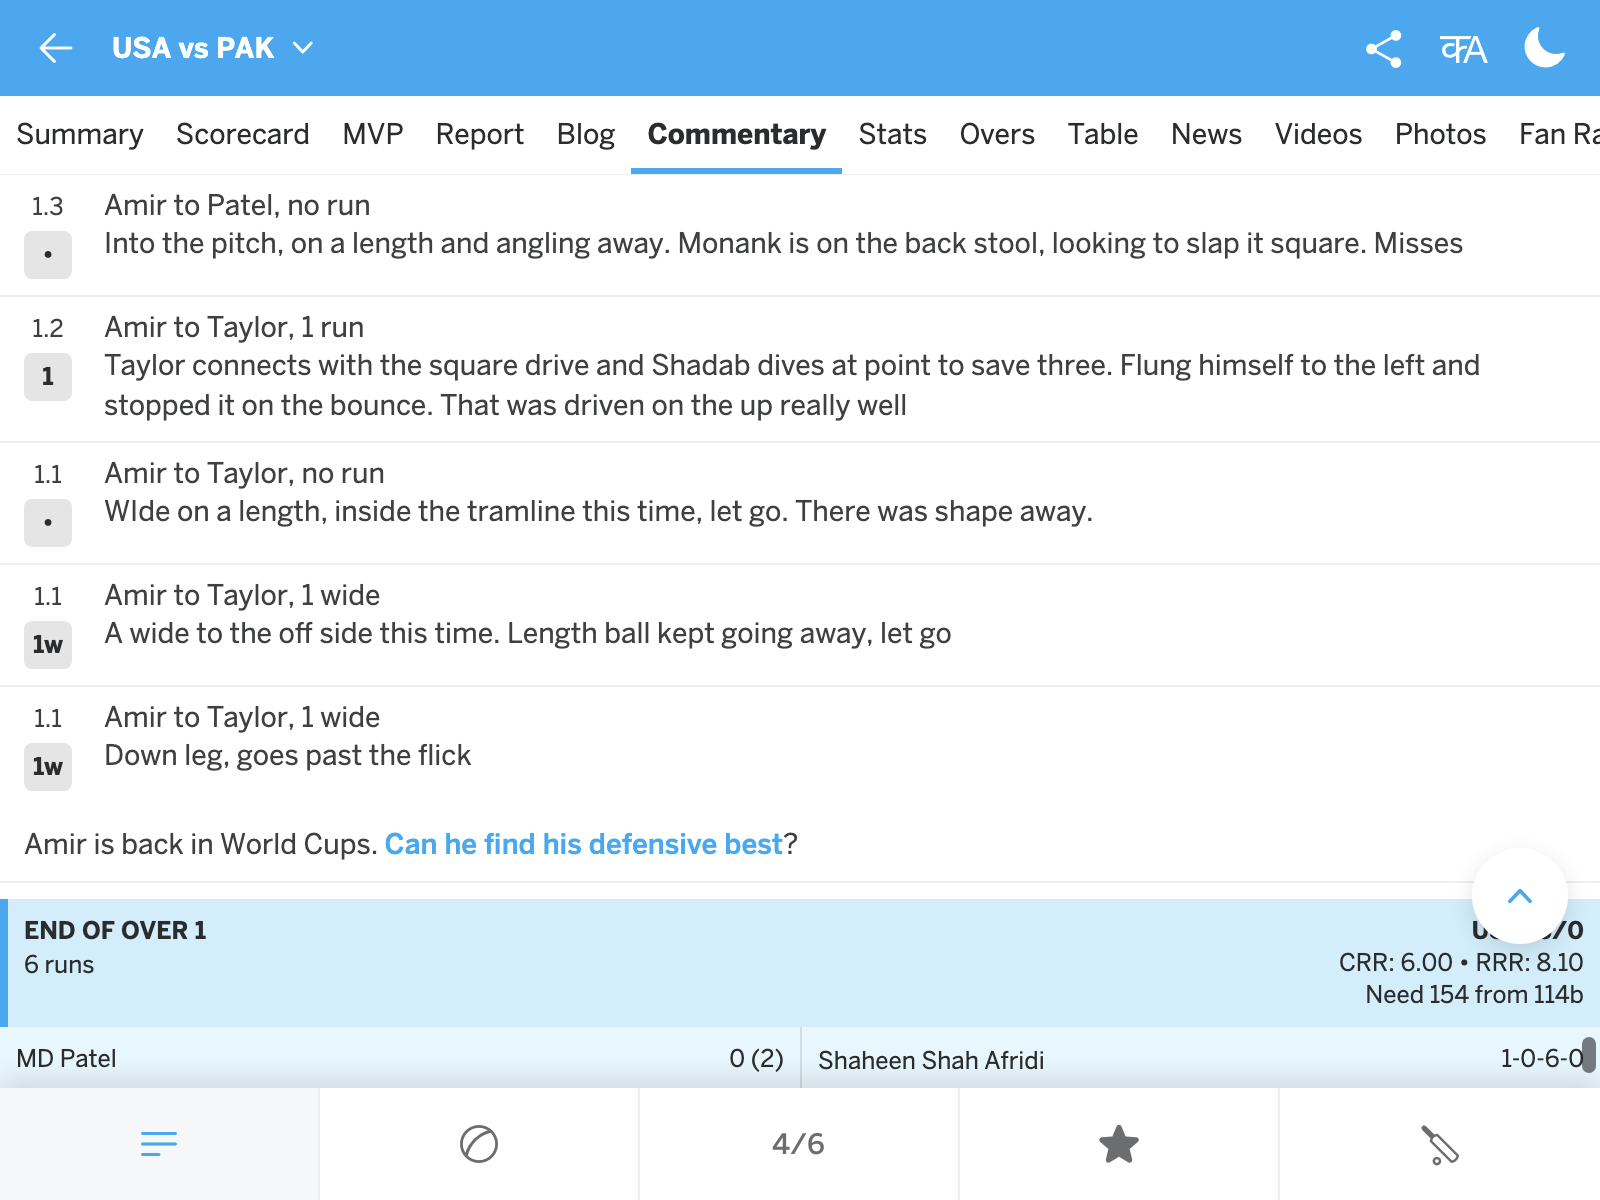 USA vs PAK
क A
Summary Scorecard MVP Report Blog Commentary Stats Overs Table News Videos Photos Fan Ra
1.3 Amir to Patel, no run
• Into the pitch, on a length and angling away. Monank is on the back stool, looking to slap it square. Misses
1.2 Amir to Taylor, 1 run
1 Taylor connects with the square drive and Shadab dives at point to save three. Flung himself to the left and
stopped it on the bounce. That was driven on the up really well
1.1 Amir to Taylor, no run
• WIde on a length, inside the tramline this time, let go. There was shape away.
1.1 Amir to Taylor, 1 wide
1w A wide to the off side this time. Length ball kept going away, let go
1.1 Amir to Taylor, 1 wide
1w Down leg, goes past the flick
Amir is back in World Cups. Can he find his defensive best?
END OF OVER 1
6 runs
/0
CRR: 6.00 • RRR: 8.10
Need 154 from 114b
MD Patel 0 (2) Shaheen Shah Afridi 1-0-6-0
4/6